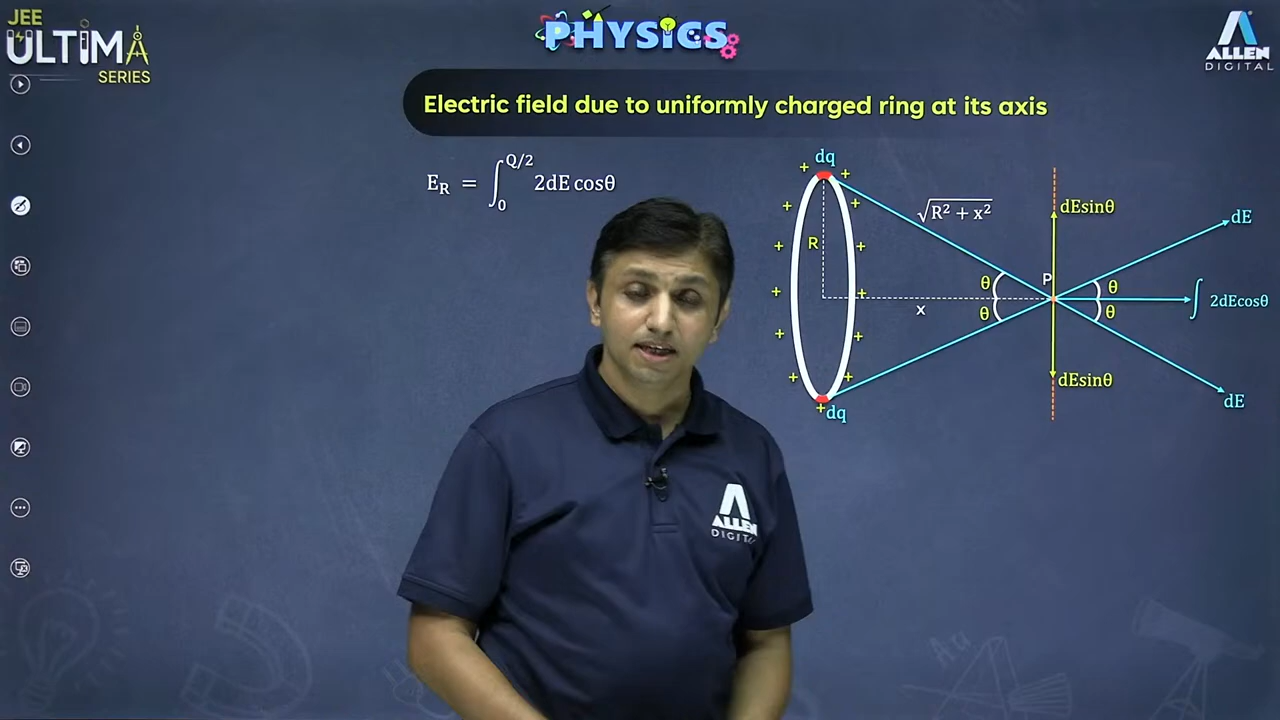 JEE
ULTIMA
SERIES
PHYSICS
ALLEN
DIGITAL
Electric field due to uniformly charged ring at its axis
E_R = ∫₀^{Q/2} 2dE cosθ
dq
+ +
+ +
+ +
+ +
+ +
+ +
+
R
√(R² + x²)
x
P
θ
θ
θ
θ
dEsinθ
dE
∫ 2dEcosθ
dEsinθ
dE
dq
ALLEN
DIGITAL